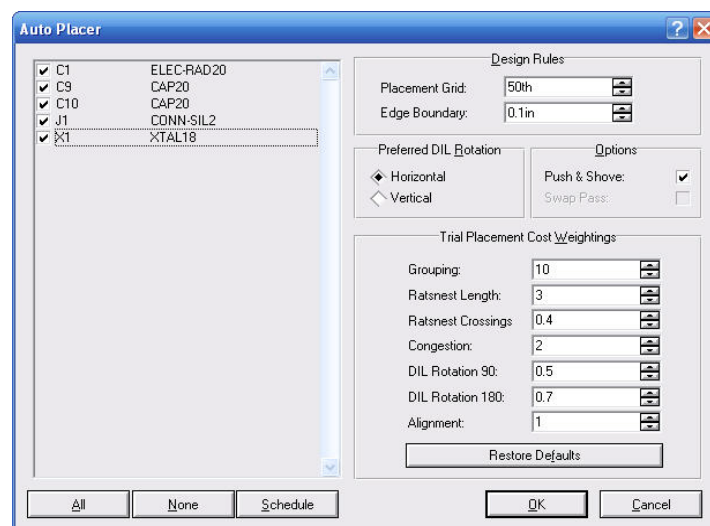 Auto Placer
C1 ELEC-RAD20
C9 CAP20
C10 CAP20
J1 CONN-SIL2
X1 XTAL18
All
None
Schedule
Design Rules
Placement Grid: 50th
Edge Boundary: 0.1in
Preferred DIL Rotation
Horizontal
Vertical
Options
Push & Shove:
Swap Pass:
Trial Placement Cost Weightings
Grouping: 10
Ratsnest Length: 3
Ratsnest Crossings 0.4
Congestion: 2
DIL Rotation 90: 0.5
DIL Rotation 180: 0.7
Alignment: 1
Restore Defaults
OK
Cancel